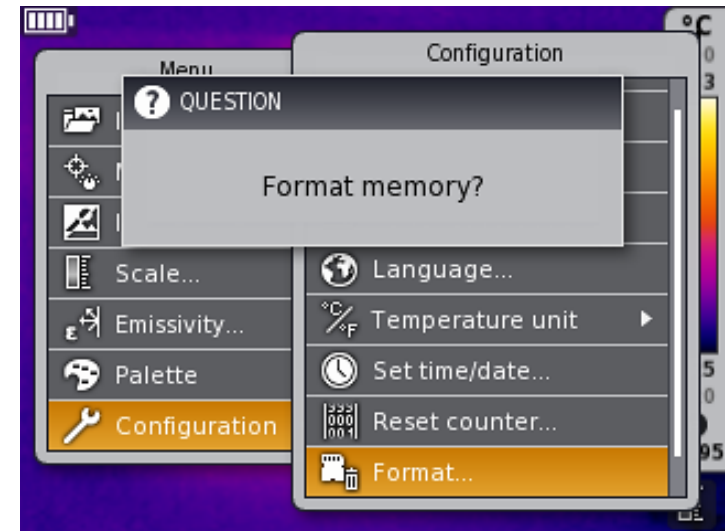 °C
Configuration
Menu
QUESTION
Format memory?
Language...
Scale...
Temperature unit
Emissivity...
Set time/date...
Palette
Reset counter...
Configuration
Format...